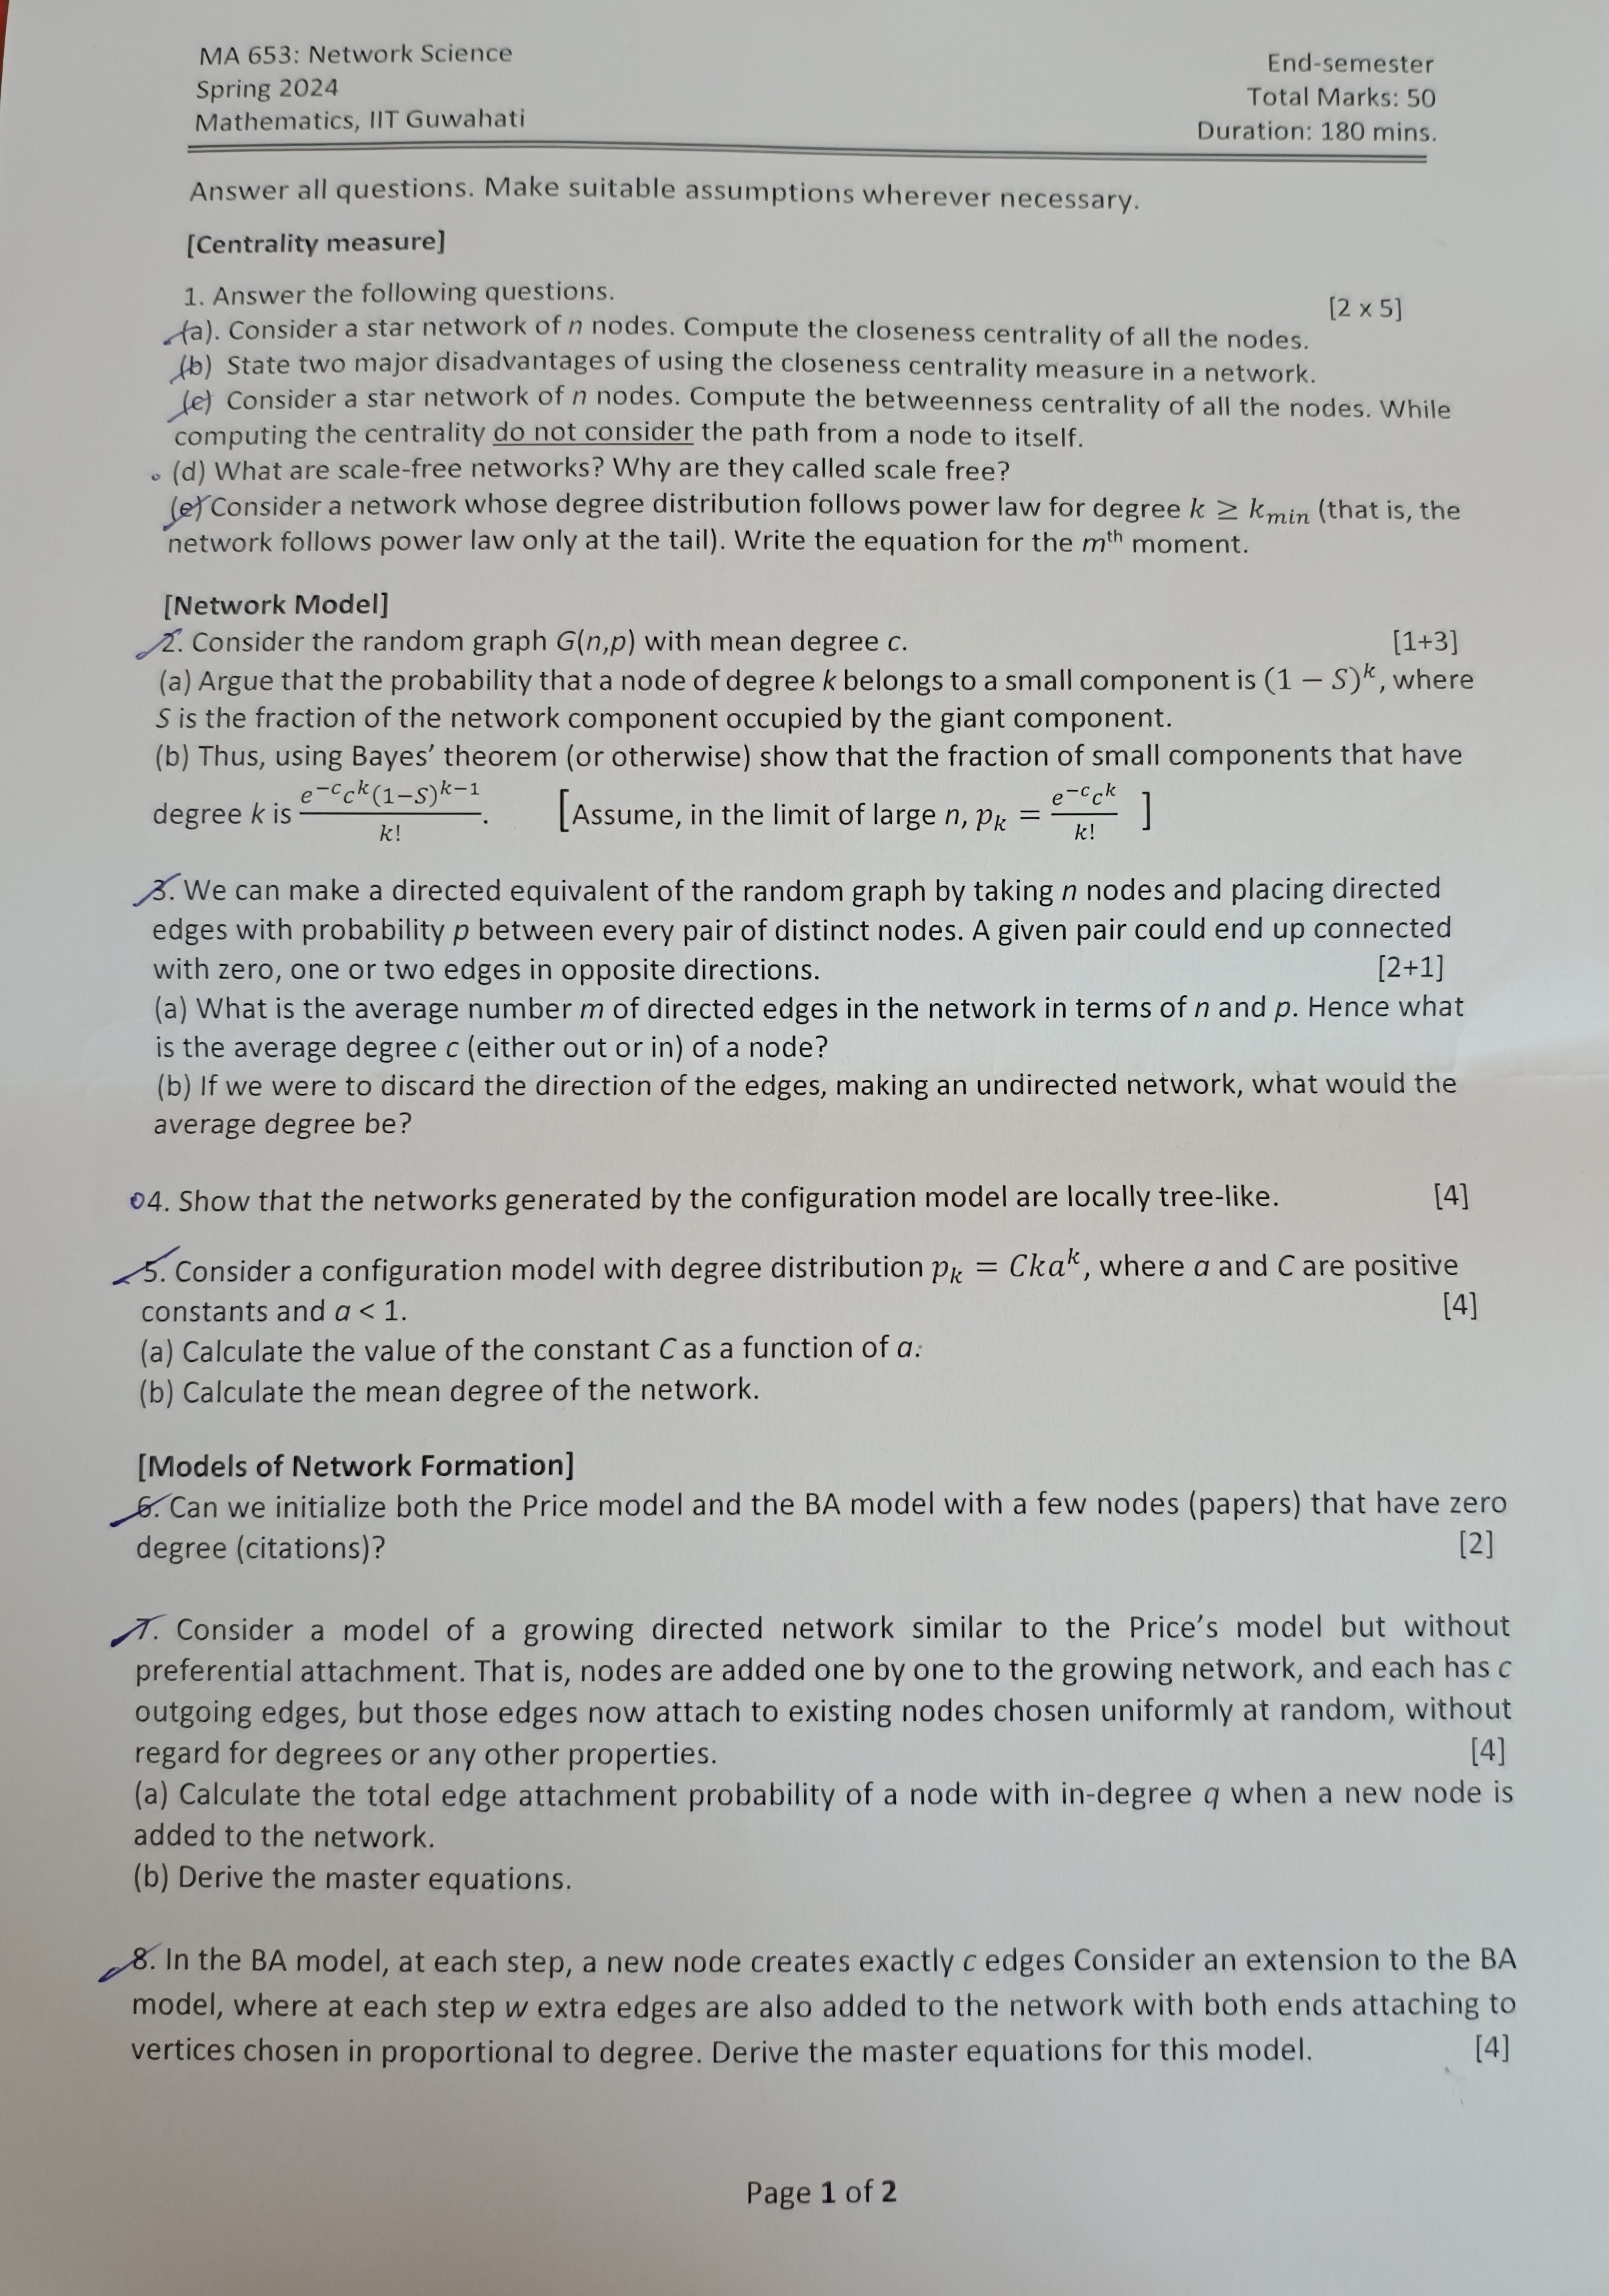 MA 653: Network Science
Spring 2024
Mathematics, IIT Guwahati
End-semester
Total Marks: 50
Duration: 180 mins.
Answer all questions. Make suitable assumptions wherever necessary.
[Centrality measure]
1. Answer the following questions. [2 x 5]
(a). Consider a star network of n nodes. Compute the closeness centrality of all the nodes.
(b) State two major disadvantages of using the closeness centrality measure in a network.
(c) Consider a star network of n nodes. Compute the betweenness centrality of all the nodes. While
computing the centrality do not consider the path from a node to itself.
(d) What are scale-free networks? Why are they called scale free?
(e) Consider a network whose degree distribution follows power law for degree k ≥ k_min (that is, the
network follows power law only at the tail). Write the equation for the m^th moment.
[Network Model]
2. Consider the random graph G(n,p) with mean degree c. [1+3]
(a) Argue that the probability that a node of degree k belongs to a small component is (1 − S)^k, where
S is the fraction of the network component occupied by the giant component.
(b) Thus, using Bayes' theorem (or otherwise) show that the fraction of small components that have
degree k is e^−c c^k (1−S)^k−1 / k!. [Assume, in the limit of large n, p_k = e^−c c^k / k! ]
3. We can make a directed equivalent of the random graph by taking n nodes and placing directed
edges with probability p between every pair of distinct nodes. A given pair could end up connected
with zero, one or two edges in opposite directions. [2+1]
(a) What is the average number m of directed edges in the network in terms of n and p. Hence what
is the average degree c (either out or in) of a node?
(b) If we were to discard the direction of the edges, making an undirected network, what would the
average degree be?
4. Show that the networks generated by the configuration model are locally tree-like. [4]
5. Consider a configuration model with degree distribution p_k = Cka^k, where a and C are positive
constants and a < 1. [4]
(a) Calculate the value of the constant C as a function of a.
(b) Calculate the mean degree of the network.
[Models of Network Formation]
6. Can we initialize both the Price model and the BA model with a few nodes (papers) that have zero
degree (citations)? [2]
7. Consider a model of a growing directed network similar to the Price's model but without
preferential attachment. That is, nodes are added one by one to the growing network, and each has c
outgoing edges, but those edges now attach to existing nodes chosen uniformly at random, without
regard for degrees or any other properties. [4]
(a) Calculate the total edge attachment probability of a node with in-degree q when a new node is
added to the network.
(b) Derive the master equations.
8. In the BA model, at each step, a new node creates exactly c edges Consider an extension to the BA
model, where at each step w extra edges are also added to the network with both ends attaching to
vertices chosen in proportional to degree. Derive the master equations for this model. [4]
Page 1 of 2